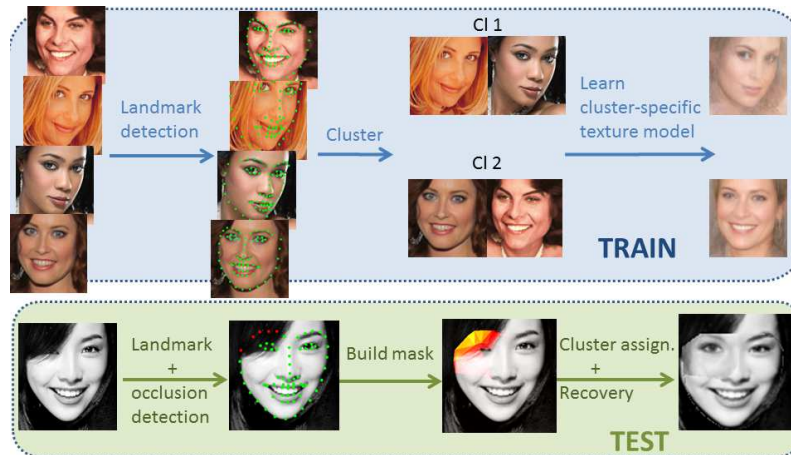 Cl 1
Landmark
detection
Cluster
Learn
cluster-specific
texture model
Cl 2
TRAIN
Landmark
+
occlusion
detection
Build mask
Cluster assign.
+
Recovery
TEST